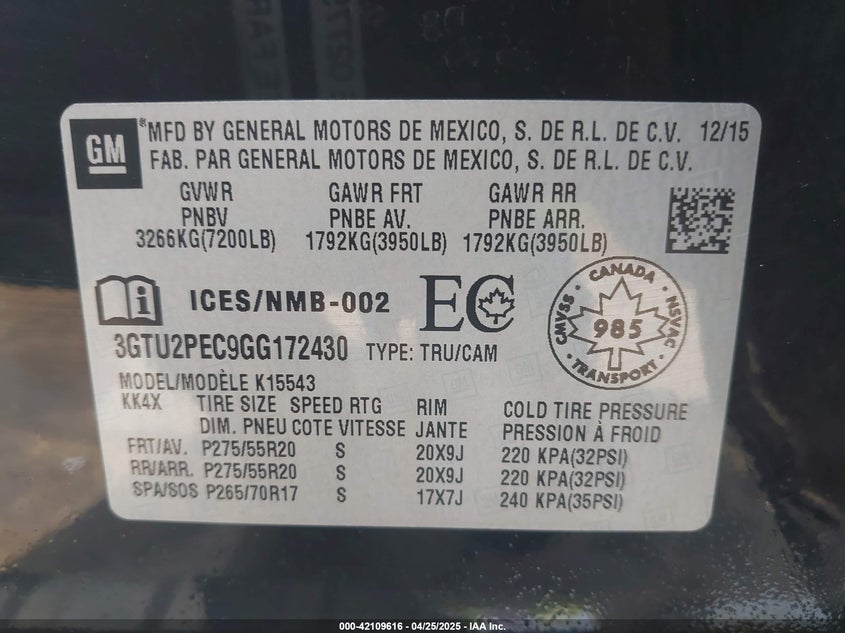 GM
MFD BY GENERAL MOTORS DE MEXICO, S. DE R.L. DE C.V. 12/15
FAB. PAR GENERAL MOTORS DE MEXICO, S. DE R.L. DE C.V.
GVWR GAWR FRT GAWR RR
PNBV PNBE AV. PNBE ARR.
3266KG(7200LB) 1792KG(3950LB) 1792KG(3950LB)
i ICES/NMB-002 EC
CANADA
CMVSS 985 NSVAC
TRANSPORT
3GTU2PEC9GG172430 TYPE: TRU/CAM
MODEL/MODÈLE K15543
KK4X TIRE SIZE SPEED RTG RIM COLD TIRE PRESSURE
DIM. PNEU COTE VITESSE JANTE PRESSION À FROID
FRT/AV. P275/55R20 S 20X9J 220 KPA(32PSI)
RR/ARR. P275/55R20 S 20X9J 220 KPA(32PSI)
SPA/SOS P265/70R17 S 17X7J 240 KPA(35PSI)
000-42109616 - 04/25/2025 - IAA Inc.